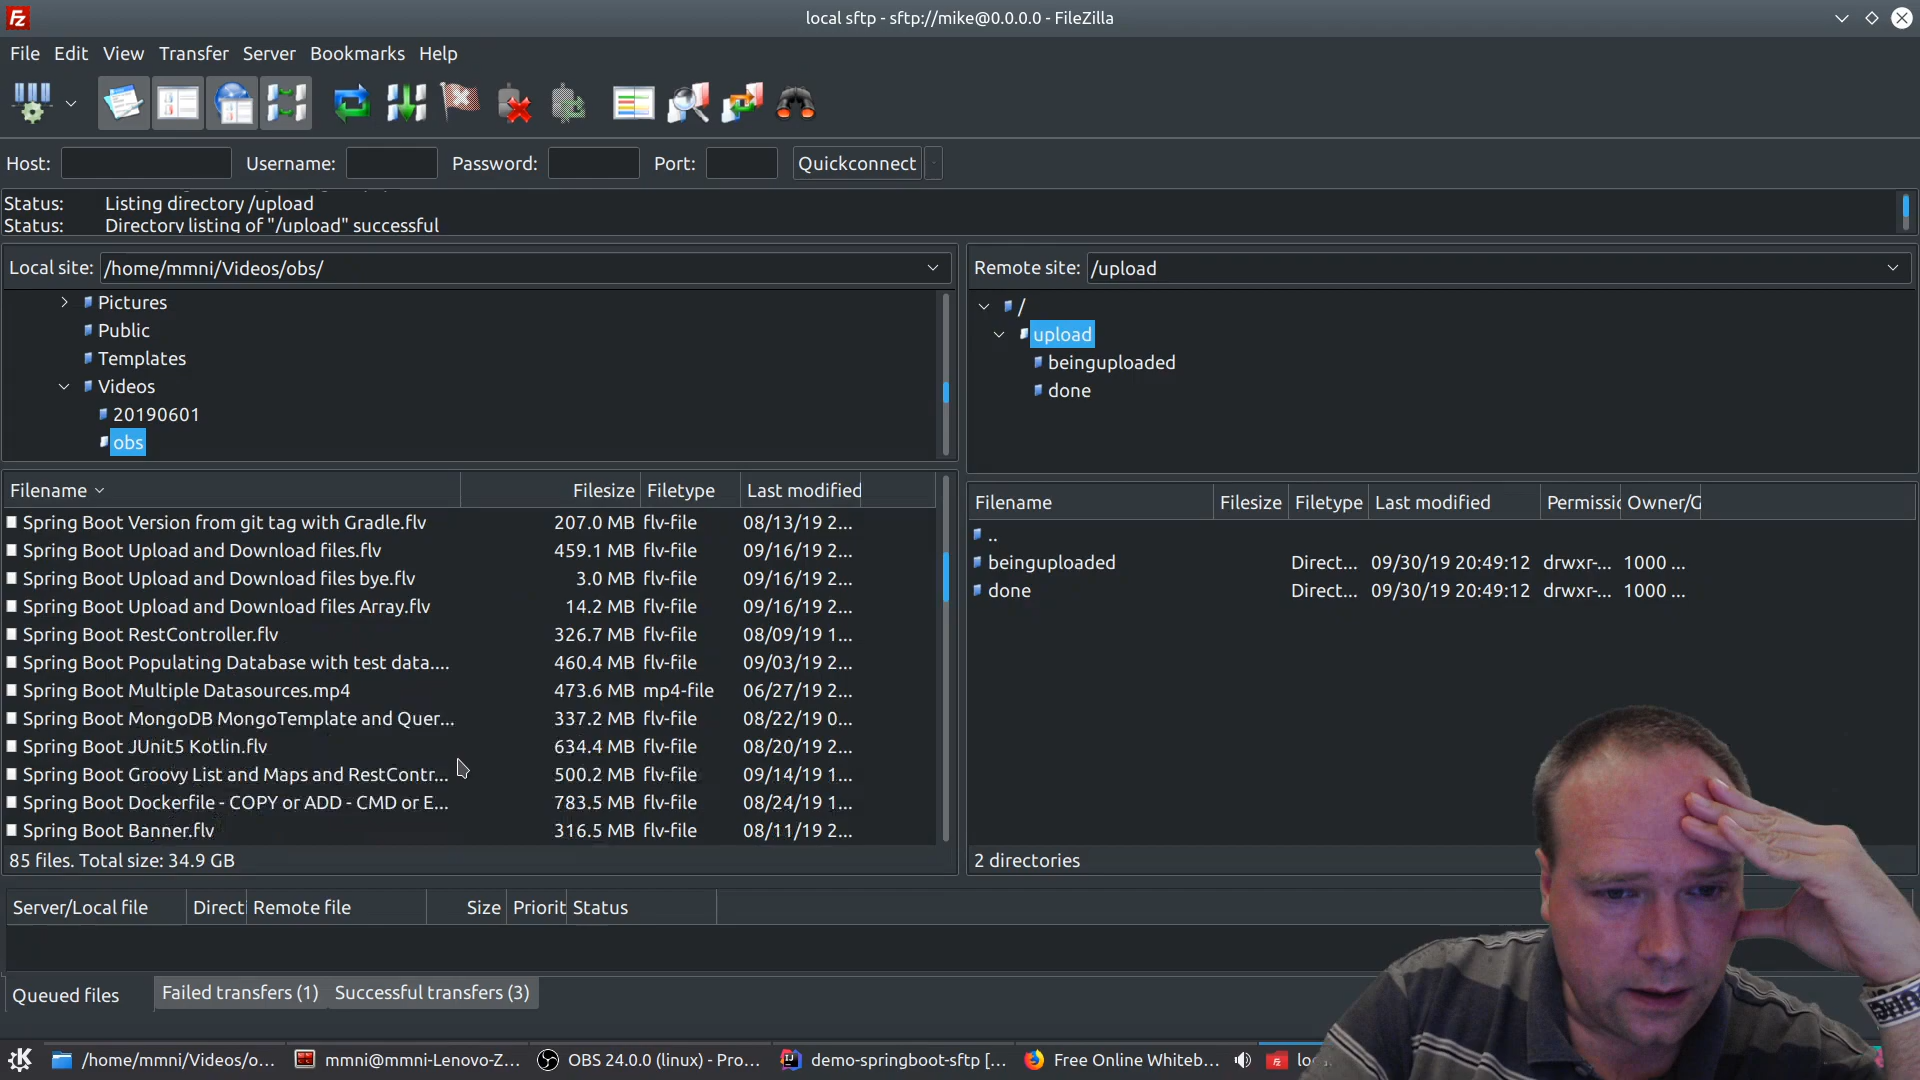 local sftp - sftp://mike@0.0.0.0 - FileZilla
File Edit View Transfer Server Bookmarks Help
Host: Username: Password: Port: Quickconnect
Status: Listing directory /upload
Status: Directory listing of "/upload" successful
Local site: /home/mmni/Videos/obs/
Pictures
Public
Templates
Videos
20190601
obs
Remote site: /upload
/
upload
beinguploaded
done
Filename Filesize Filetype Last modified
Spring Boot Version from git tag with Gradle.flv 207.0 MB flv-file 08/13/19 2...
Spring Boot Upload and Download files.flv 459.1 MB flv-file 09/16/19 2...
Spring Boot Upload and Download files bye.flv 3.0 MB flv-file 09/16/19 2...
Spring Boot Upload and Download files Array.flv 14.2 MB flv-file 09/16/19 2...
Spring Boot RestController.flv 326.7 MB flv-file 08/09/19 1...
Spring Boot Populating Database with test data.... 460.4 MB flv-file 09/03/19 2...
Spring Boot Multiple Datasources.mp4 473.6 MB mp4-file 06/27/19 2...
Spring Boot MongoDB MongoTemplate and Quer... 337.2 MB flv-file 08/22/19 0...
Spring Boot JUnit5 Kotlin.flv 634.4 MB flv-file 08/20/19 2...
Spring Boot Groovy List and Maps and RestContr... 500.2 MB flv-file 09/14/19 1...
Spring Boot Dockerfile - COPY or ADD - CMD or E... 783.5 MB flv-file 08/24/19 1...
Spring Boot Banner.flv 316.5 MB flv-file 08/11/19 2...
85 files. Total size: 34.9 GB
Filename Filesize Filetype Last modified Permissic Owner/G
..
beinguploaded Direct... 09/30/19 20:49:12 drwxr-... 1000 ...
done Direct... 09/30/19 20:49:12 drwxr-... 1000 ...
2 directories
Server/Local file Direct Remote file Size Priorit Status
Queued files Failed transfers (1) Successful transfers (3)
/home/mmni/Videos/o... mmni@mmni-Lenovo-Z... OBS 24.0.0 (linux) - Pro... demo-springboot-sftp [... Free Online Whiteb... lo